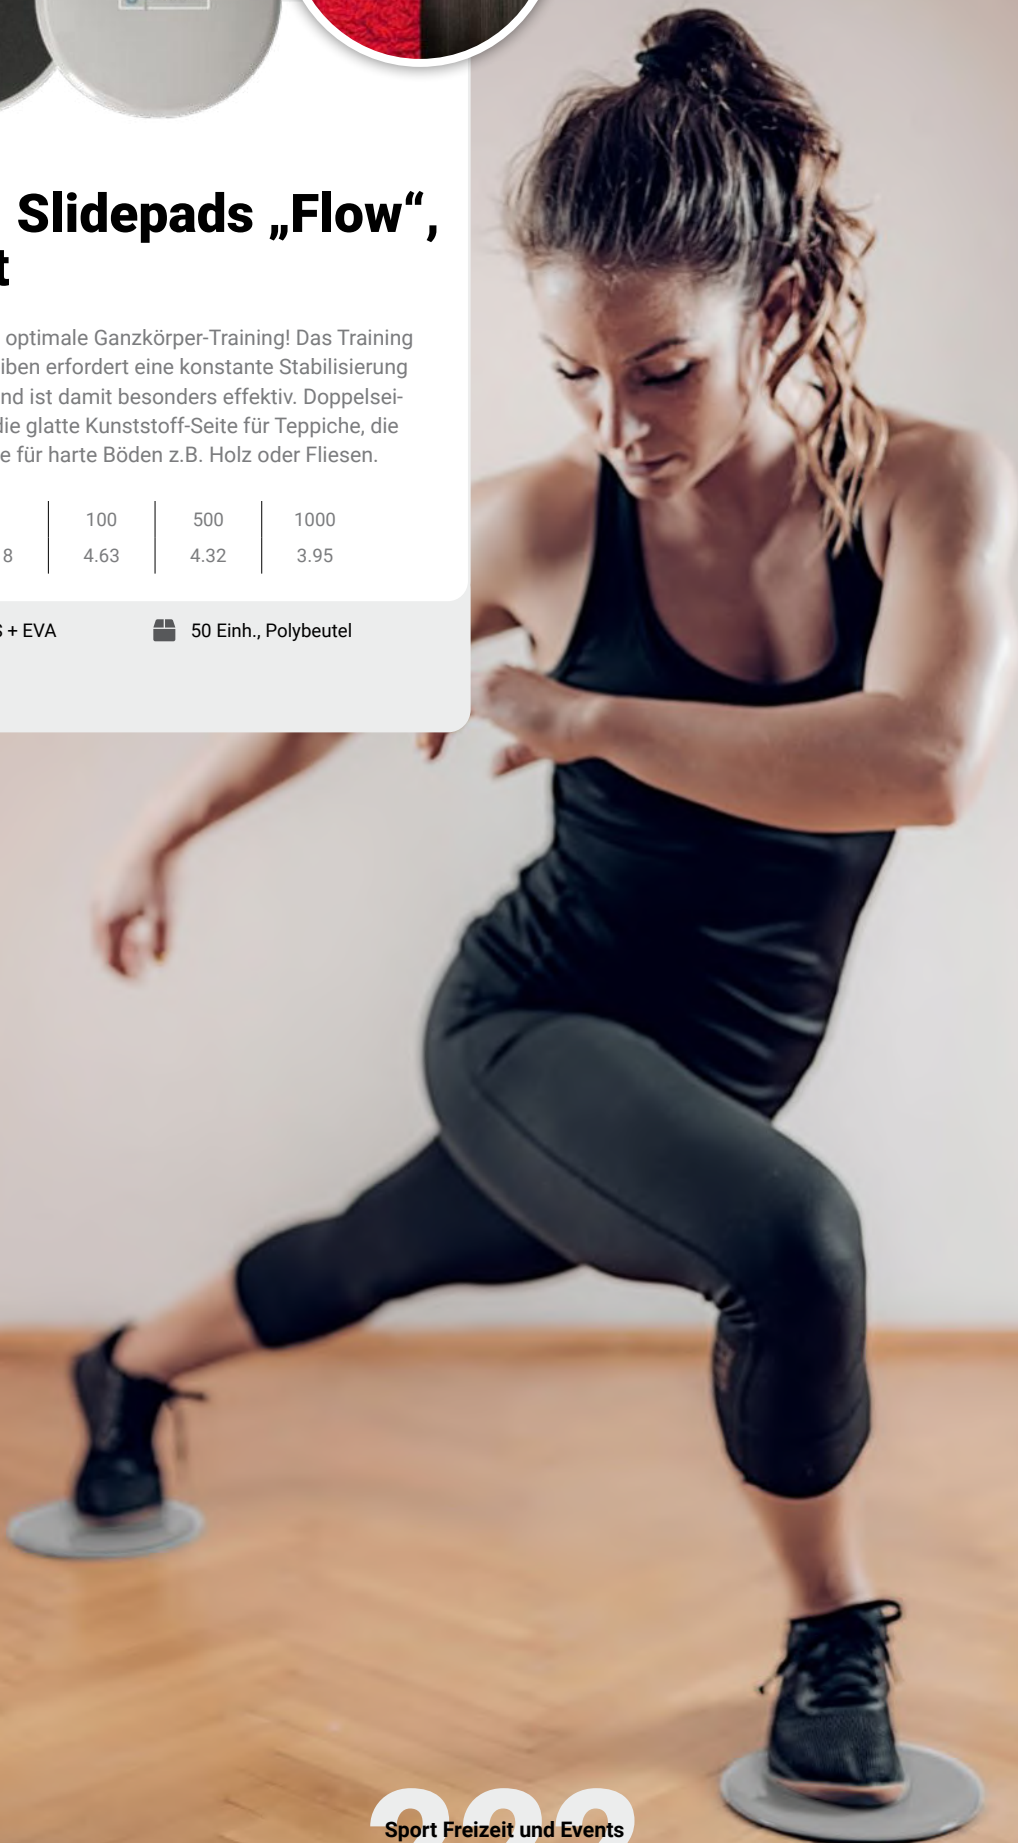 Slidepads „Flow“,
t
optimale Ganzkörper-Training! Das Training
iben erfordert eine konstante Stabilisierung
nd ist damit besonders effektiv. Doppelsei-
die glatte Kunststoff-Seite für Teppiche, die
e für harte Böden z.B. Holz oder Fliesen.
100 500 1000
8 4.63 4.32 3.95
S + EVA 50 Einh., Polybeutel
Sport Freizeit und Events